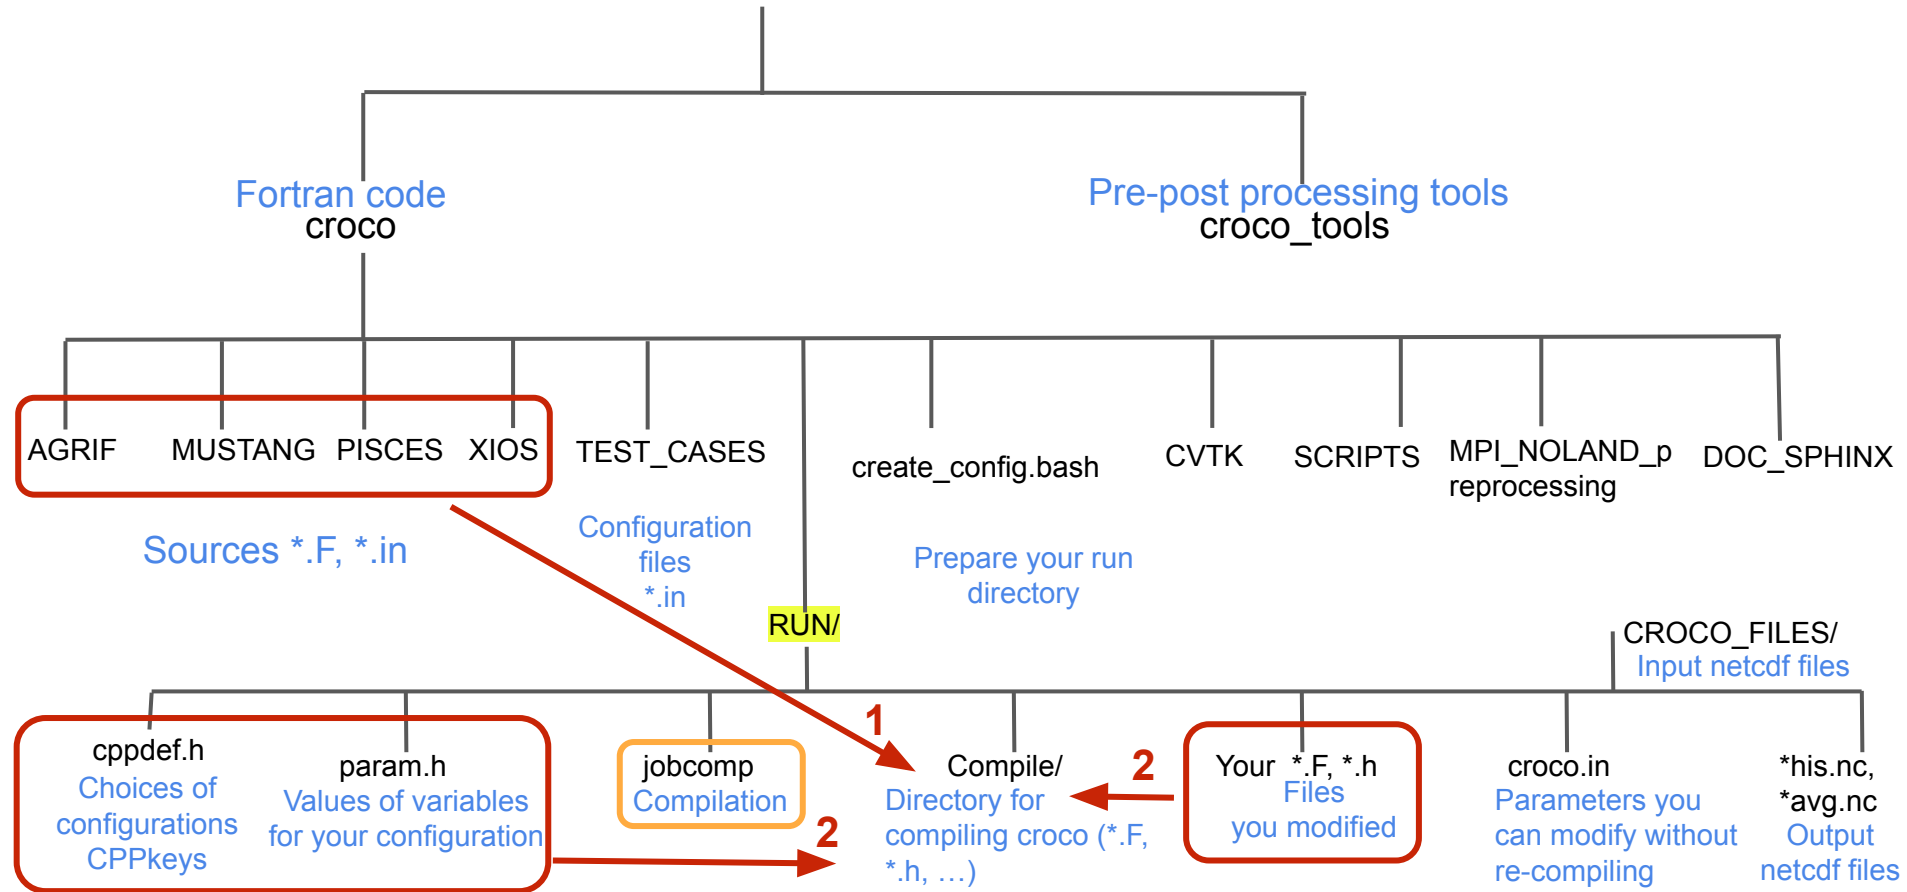 Fortran code
croco
Pre-post processing tools
croco_tools
AGRIF
MUSTANG
PISCES
XIOS
TEST_CASES
create_config.bash
CVTK
SCRIPTS
MPI_NOLAND_p
reprocessing
DOC_SPHINX
Sources *.F, *.in
Configuration
files
*.in
Prepare your run
directory
RUN/
CROCO_FILES/
Input netcdf files
1
cppdef.h
Choices of
configurations
CPPkeys
param.h
Values of variables
for your configuration
jobcomp
Compilation
2
Compile/
Directory for
compiling croco (*.F,
*.h, …)
2
Your *.F, *.h
Files
you modified
croco.in
Parameters you
can modify without
re-compiling
*his.nc,
*avg.nc
Output
netcdf files